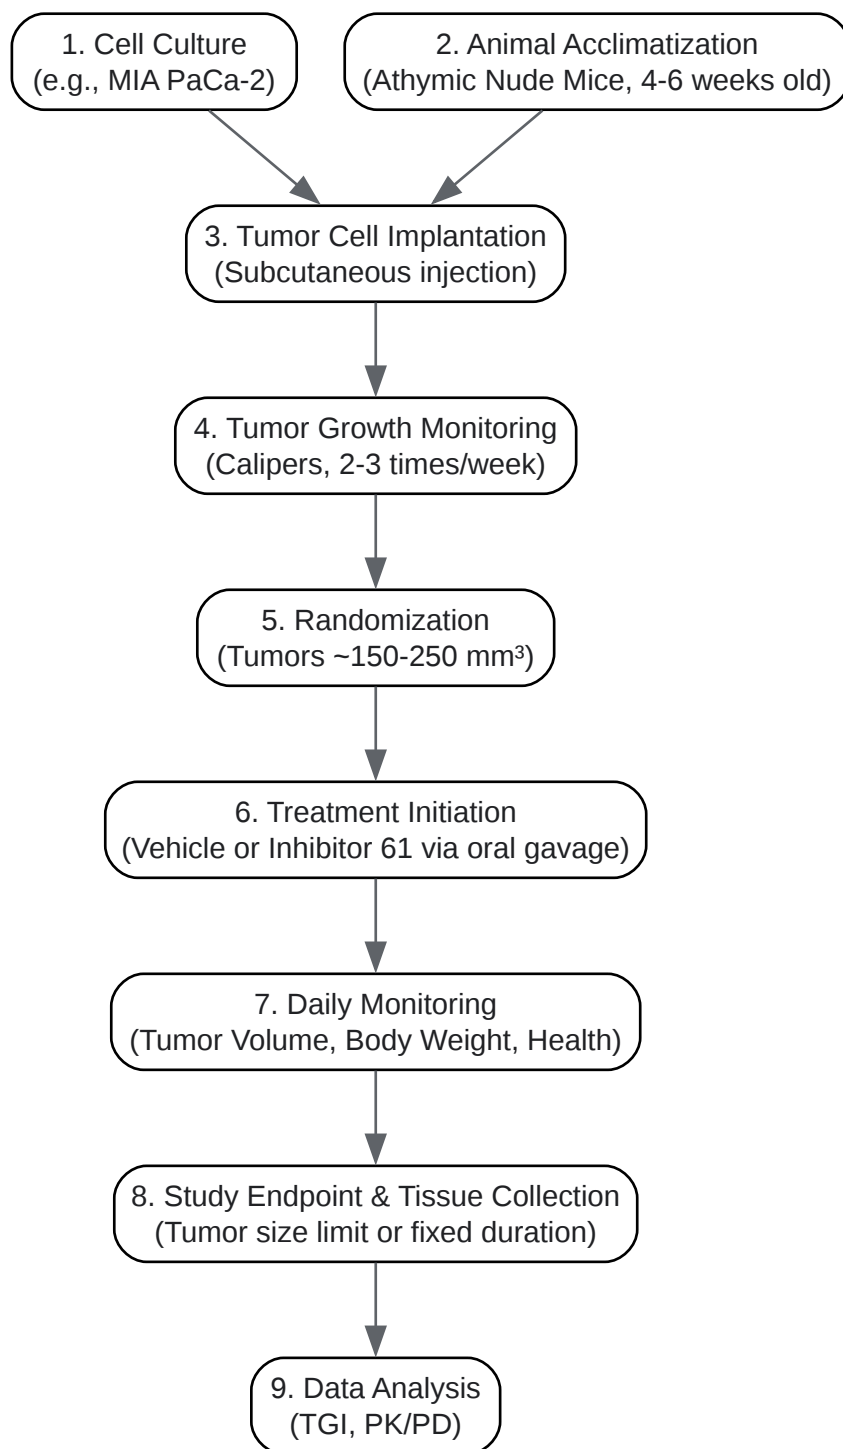 1. Cell Culture
(e.g., MIA PaCa-2)
2. Animal Acclimatization
(Athymic Nude Mice, 4-6 weeks old)
3. Tumor Cell Implantation
(Subcutaneous injection)
4. Tumor Growth Monitoring
(Calipers, 2-3 times/week)
5. Randomization
(Tumors ~150-250 mm³)
6. Treatment Initiation
(Vehicle or Inhibitor 61 via oral gavage)
7. Daily Monitoring
(Tumor Volume, Body Weight, Health)
8. Study Endpoint & Tissue Collection
(Tumor size limit or fixed duration)
9. Data Analysis
(TGI, PK/PD)